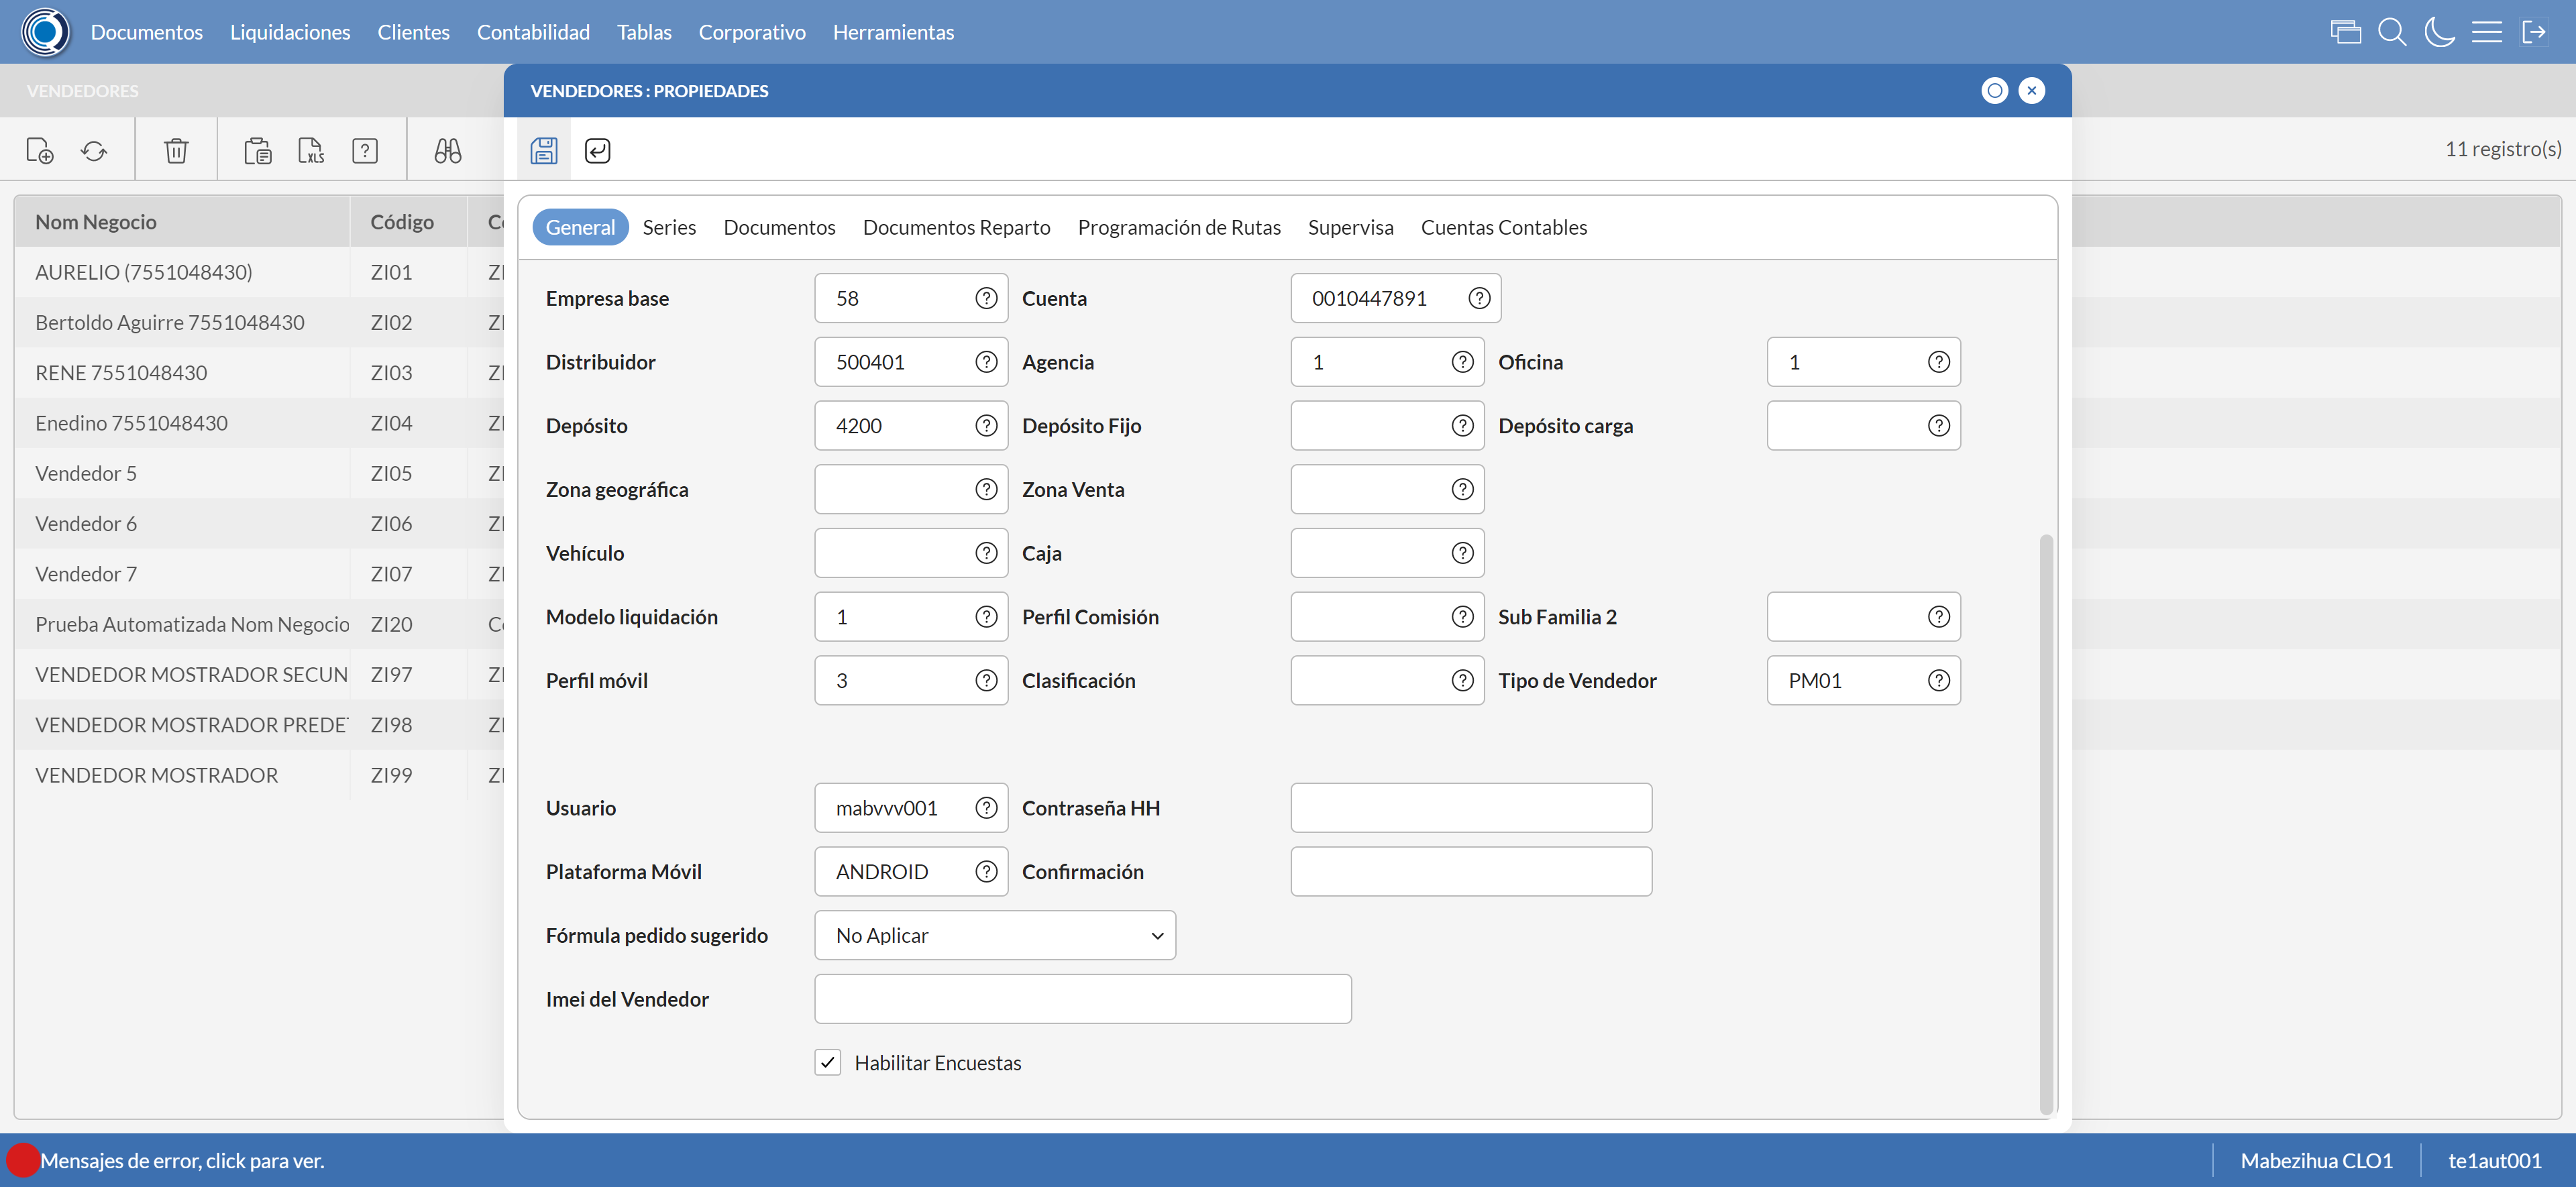 Documentos Liquidaciones Clientes Contabilidad Tablas Corporativo Herramientas
VENDEDORES
VENDEDORES : PROPIEDADES
XLS
11 registro(s)
Nom Negocio Código
General Series Documentos Documentos Reparto Programación de Rutas Supervisa Cuentas Contables
AURELIO (7551048430) ZI01 ZI
Bertoldo Aguirre 7551048430 ZI02 ZI
RENE 7551048430 ZI03 ZI
Enedino 7551048430 ZI04 ZI
Vendedor 5 ZI05 ZI
Vendedor 6 ZI06 ZI
Vendedor 7 ZI07 ZI
Prueba Automatizada Nom Negocio ZI20
VENDEDOR MOSTRADOR SECUN ZI97 ZI
VENDEDOR MOSTRADOR PREDE ZI98 ZI
VENDEDOR MOSTRADOR ZI99 ZI
Empresa base 58 Cuenta 0010447891
Distribuidor 500401 Agencia 1 Oficina 1
Depósito 4200 Depósito Fijo Depósito carga
Zona geográfica Zona Venta
Vehículo Caja
Modelo liquidación 1 Perfil Comisión Sub Familia 2
Perfil móvil 3 Clasificación Tipo de Vendedor PM01
Usuario mabvvv001 Contraseña HH
Plataforma Móvil ANDROID Confirmación
Fórmula pedido sugerido No Aplicar
Imei del Vendedor
Habilitar Encuestas
Mensajes de error, click para ver.
Mabezihua CLO1 te1aut001